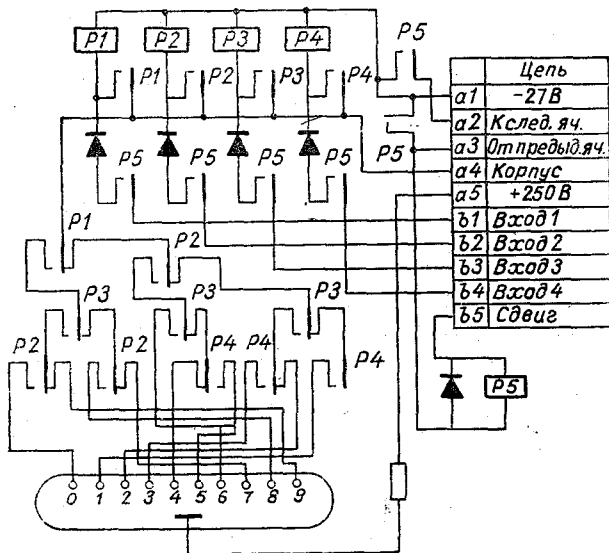 P1 P2 P3 P4
P5
P1 P2 P3 P4
P5 P5 P5 P5
P5
Цепь
a1 -27В
a2 Kслед. яч.
a3 От предыд. яч.
a4 Корпус
a5 +250В
b1 Вход 1
b2 Вход 2
b3 Вход 3
b4 Вход 4
b5 Сдвиг
P1 P2
P3 P3 P3
P2 P2 P4 P4 P4
P5
0 1 2 3 4 5 6 7 8 9